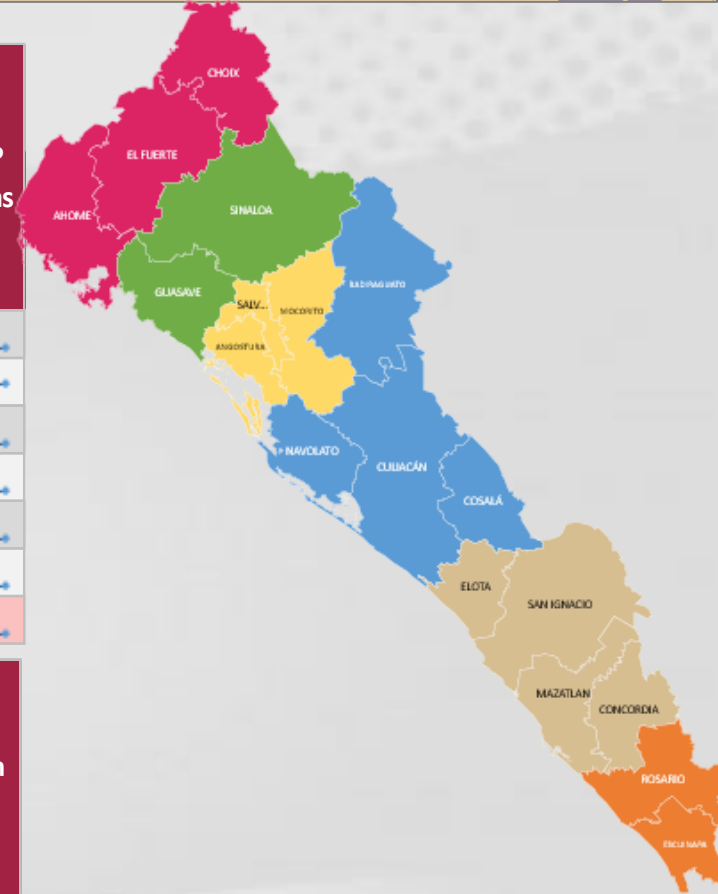 CHOIX
EL FUERTE
AHOME
as
SINALOA
GUASAVE
BADIRAGUATO
SALV...
MOCORITO
ANGOSTURA
NAVOLATO
CULIACÁN
COSALÁ
ELOTA
SAN IGNACIO
MAZATLAN
CONCORDIA
ROSARIO
ESCUINAPA